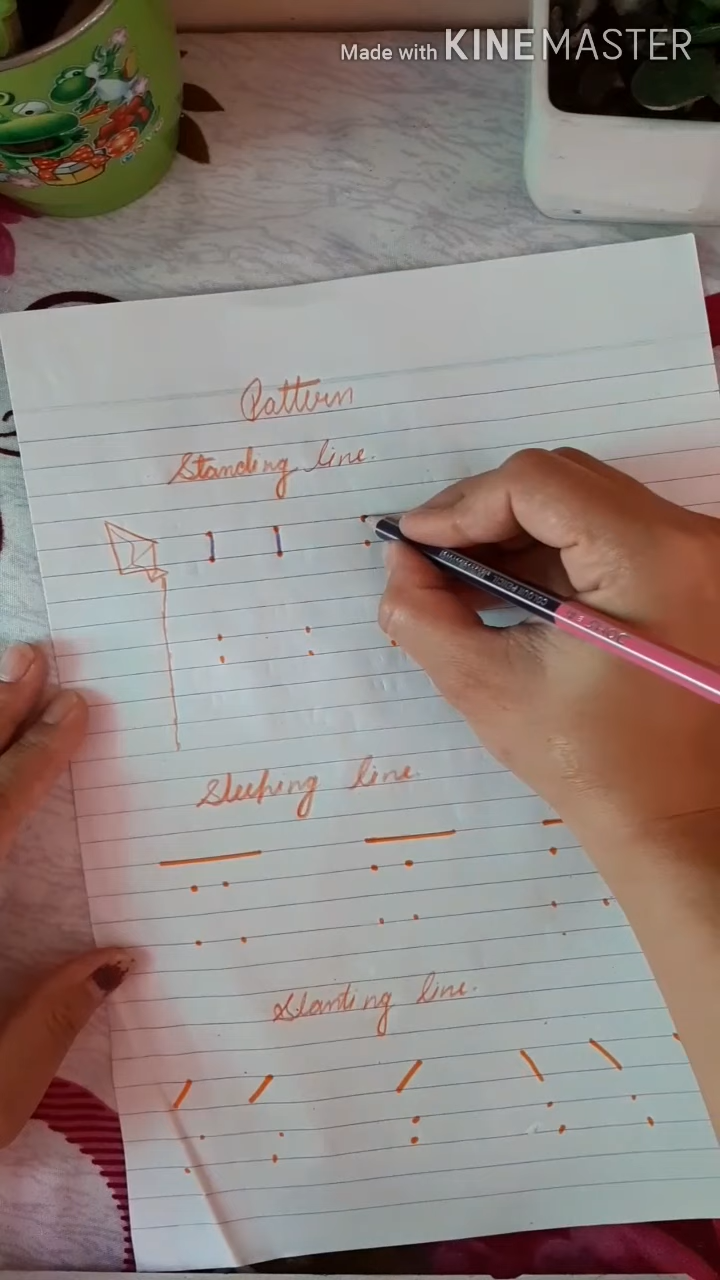 Made with KINEMASTER
Pattern
Standing line.
Sleeping line.
Slanting line.